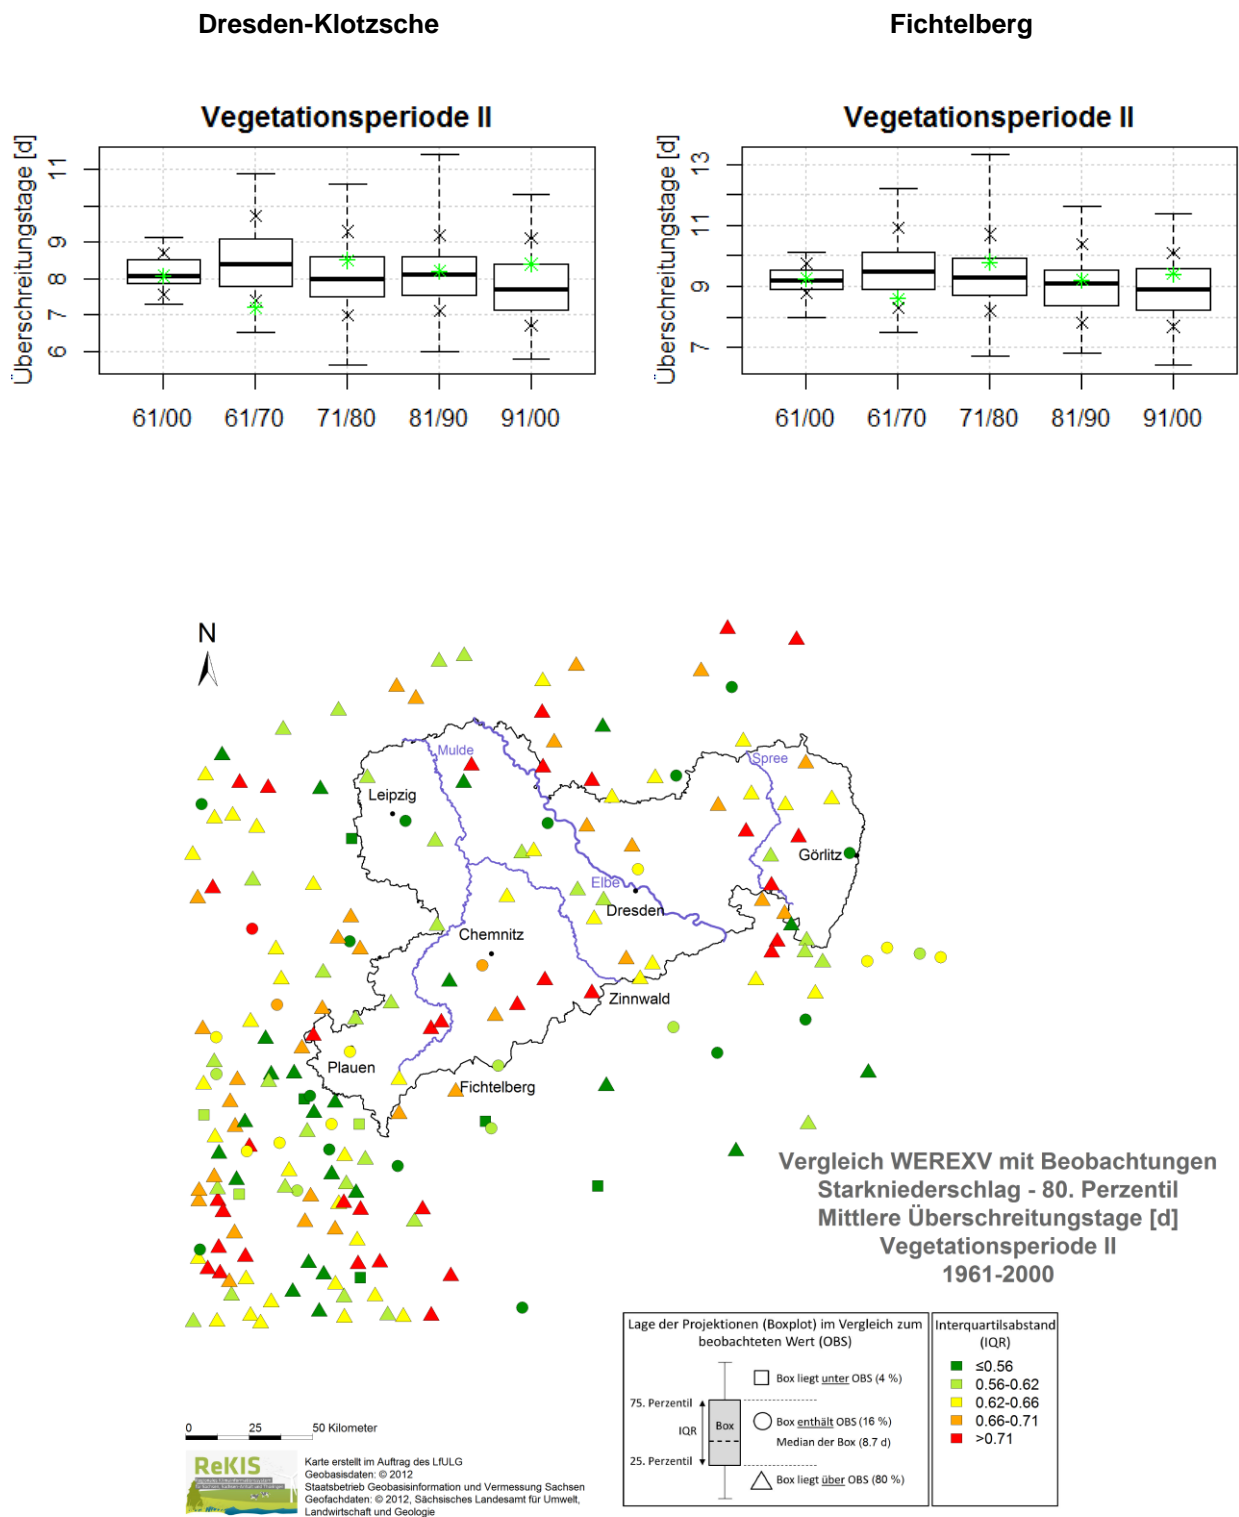 Dresden-Klotzsche
Fichtelberg
Vegetationsperiode II
Überschreitungstage [d]
11
9
8
7
6
61/00 61/70 71/80 81/90 91/00
Vegetationsperiode II
Überschreitungstage [d]
13
11
9
7
61/00 61/70 71/80 81/90 91/00
N
Mulde
Spree
Leipzig
Görlitz
Elbe
Dresden
Chemnitz
Zinnwald
Plauen
Fichtelberg
Vergleich WEREXV mit Beobachtungen
Starkniederschlag - 80. Perzentil
Mittlere Überschreitungstage [d]
Vegetationsperiode II
1961-2000
Lage der Projektionen (Boxplot) im Vergleich zum
beobachteten Wert (OBS)
Box liegt unter OBS (4 %)
75. Perzentil
IQR
Box
Box enthält OBS (16 %)
Median der Box (8.7 d)
25. Perzentil
Box liegt über OBS (80 %)
Interquartilsabstand
(IQR)
≤0.56
0.56-0.62
0.62-0.66
0.66-0.71
>0.71
0 25 50 Kilometer
ReKIS
Karte erstellt im Auftrag des LfULG
Geobasisdaten: © 2012
Staatsbetrieb Geobasisinformation und Vermessung Sachsen
Geofachdaten: © 2012, Sächsisches Landesamt für Umwelt,
Landwirtschaft und Geologie